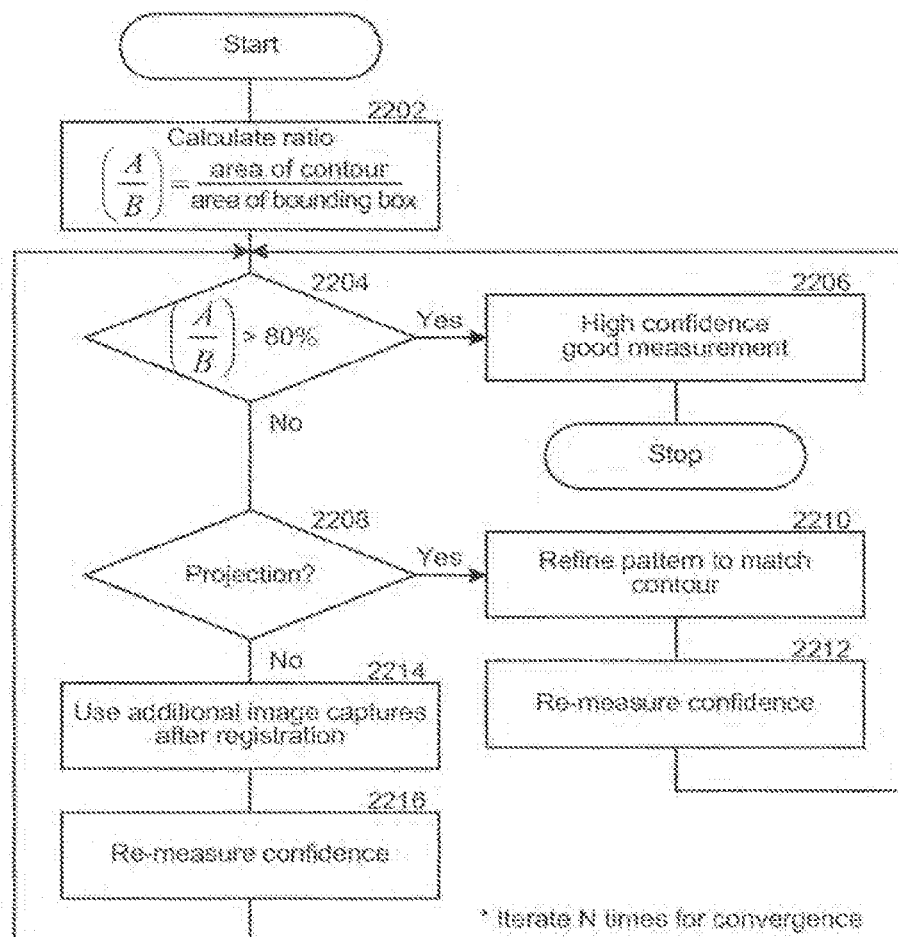 Start
2202
Calculate ratio
(A/B) = area of contour / area of bounding box
2204
(A/B) > 80%
Yes
2206
High confidence
good measurement
No
Stop
2208
Projection?
Yes
2210
Refine pattern to match
contour
No
2212
Re-measure confidence
2214
Use additional image captures
after registration
2216
Re-measure confidence
* Iterate N times for convergence